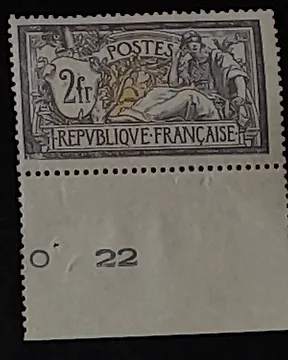 POSTES
2fr
REPVBLIQVE·FRANÇAISE
O 22